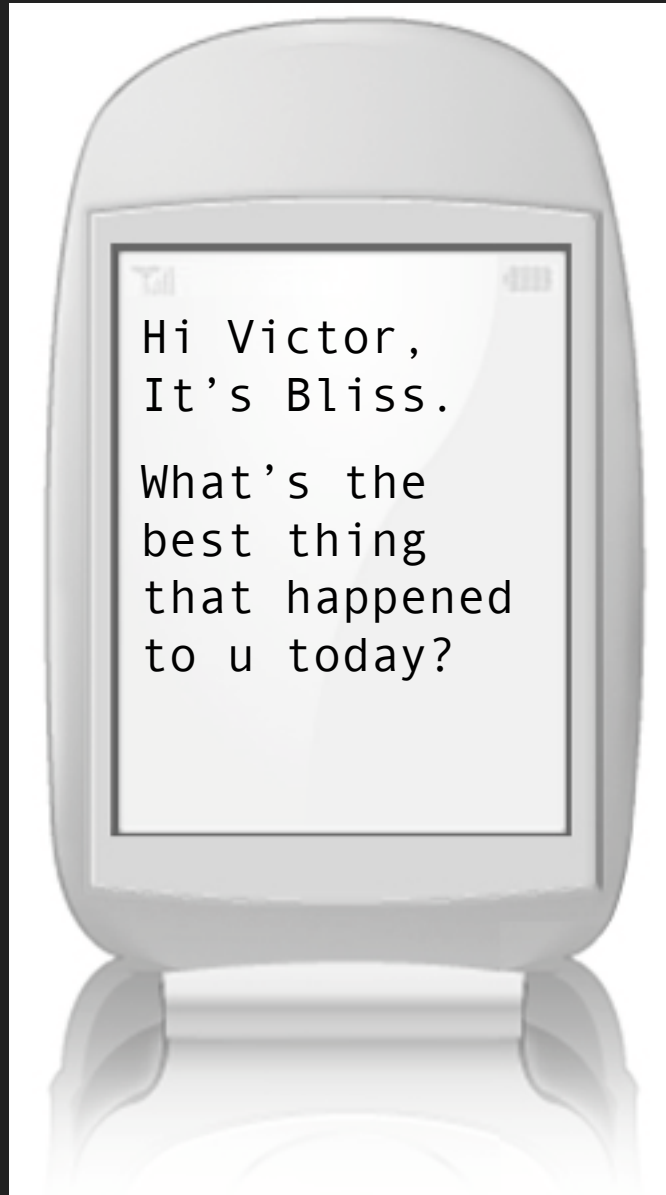 Hi Victor,
It’s Bliss.
What’s the
best thing
that happened
to u today?